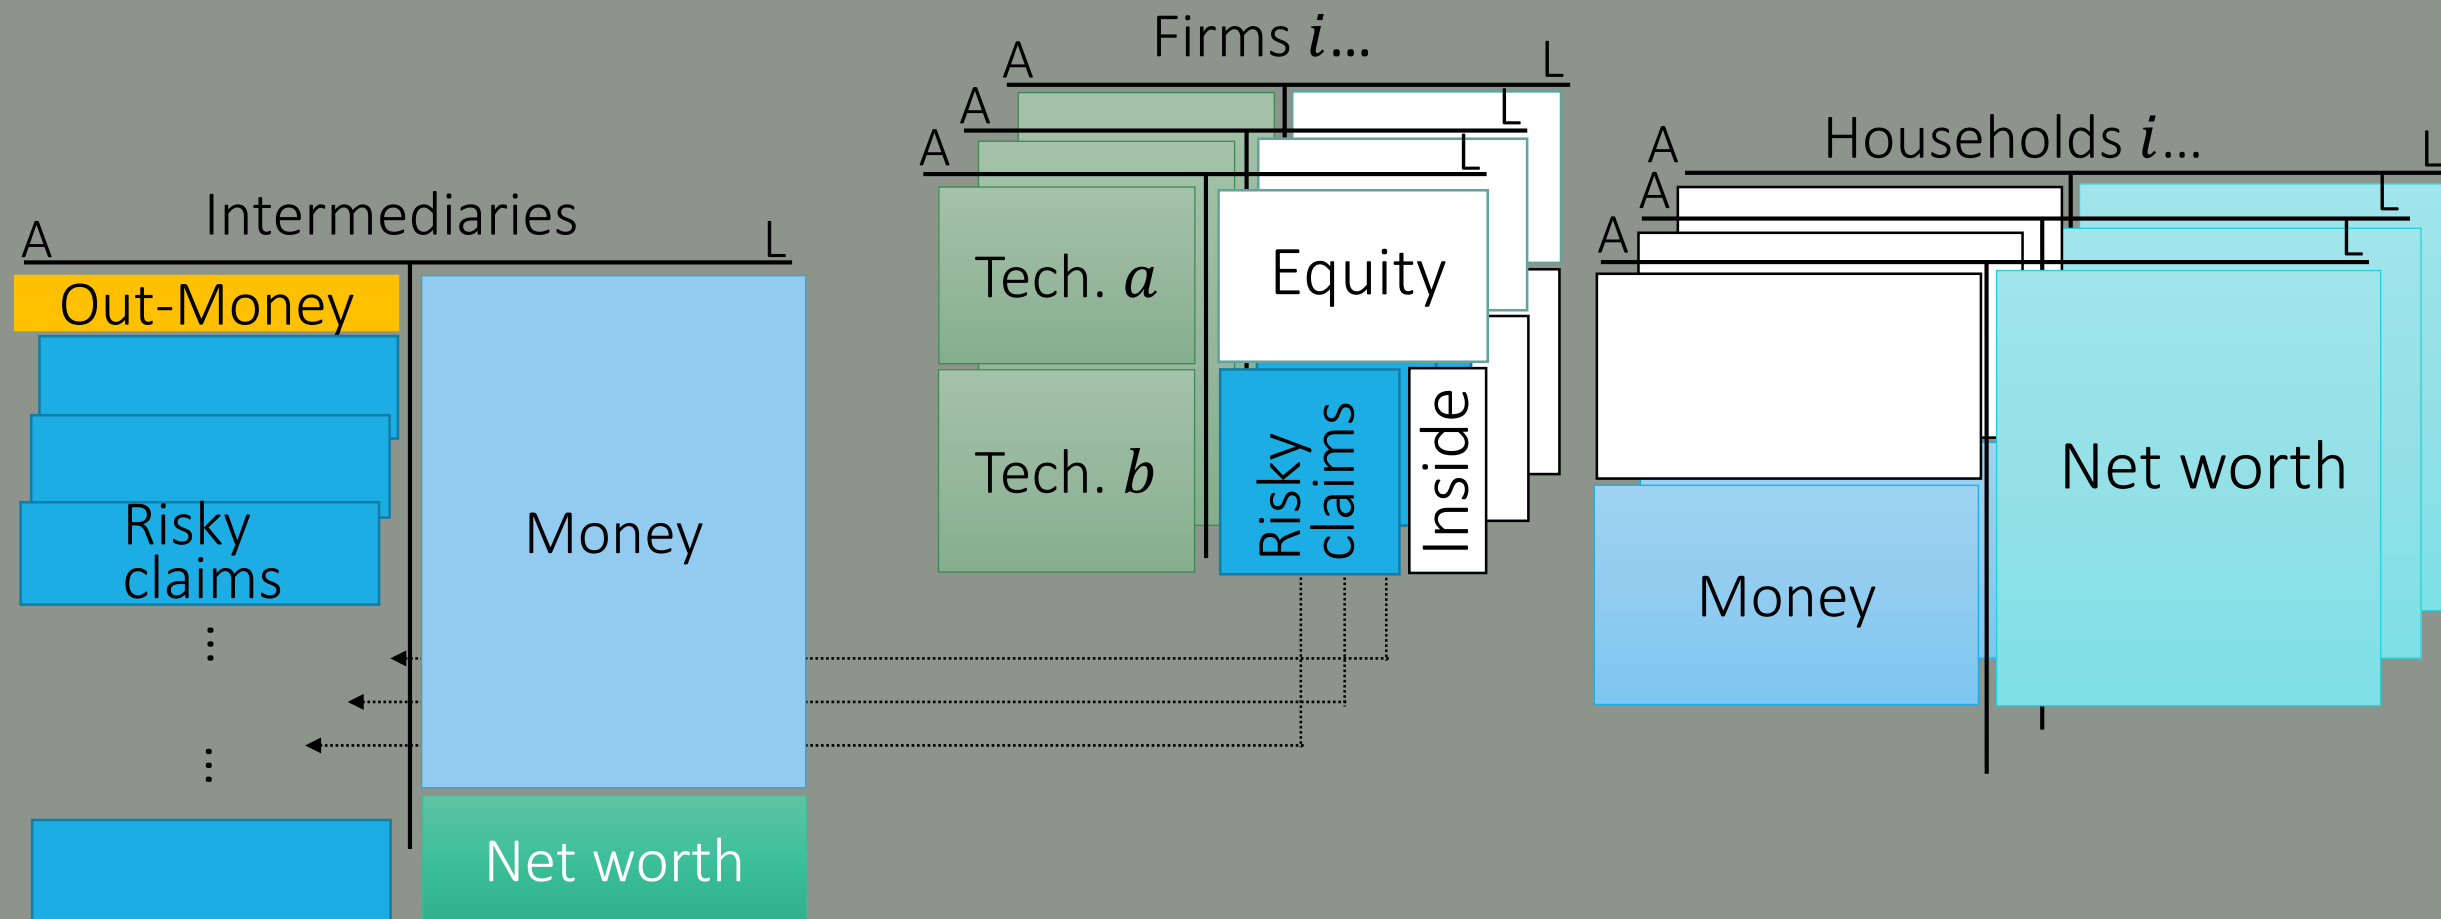 Intermediaries
A
L
Out-Money
Risky
claims
⋮
⋮
Money
Net worth
Firms i...
A
L
A
L
A
L
Tech. a
Tech. b
Equity
Risky
claims
Inside
Households i...
A
L
A
L
A
L
Money
Net worth